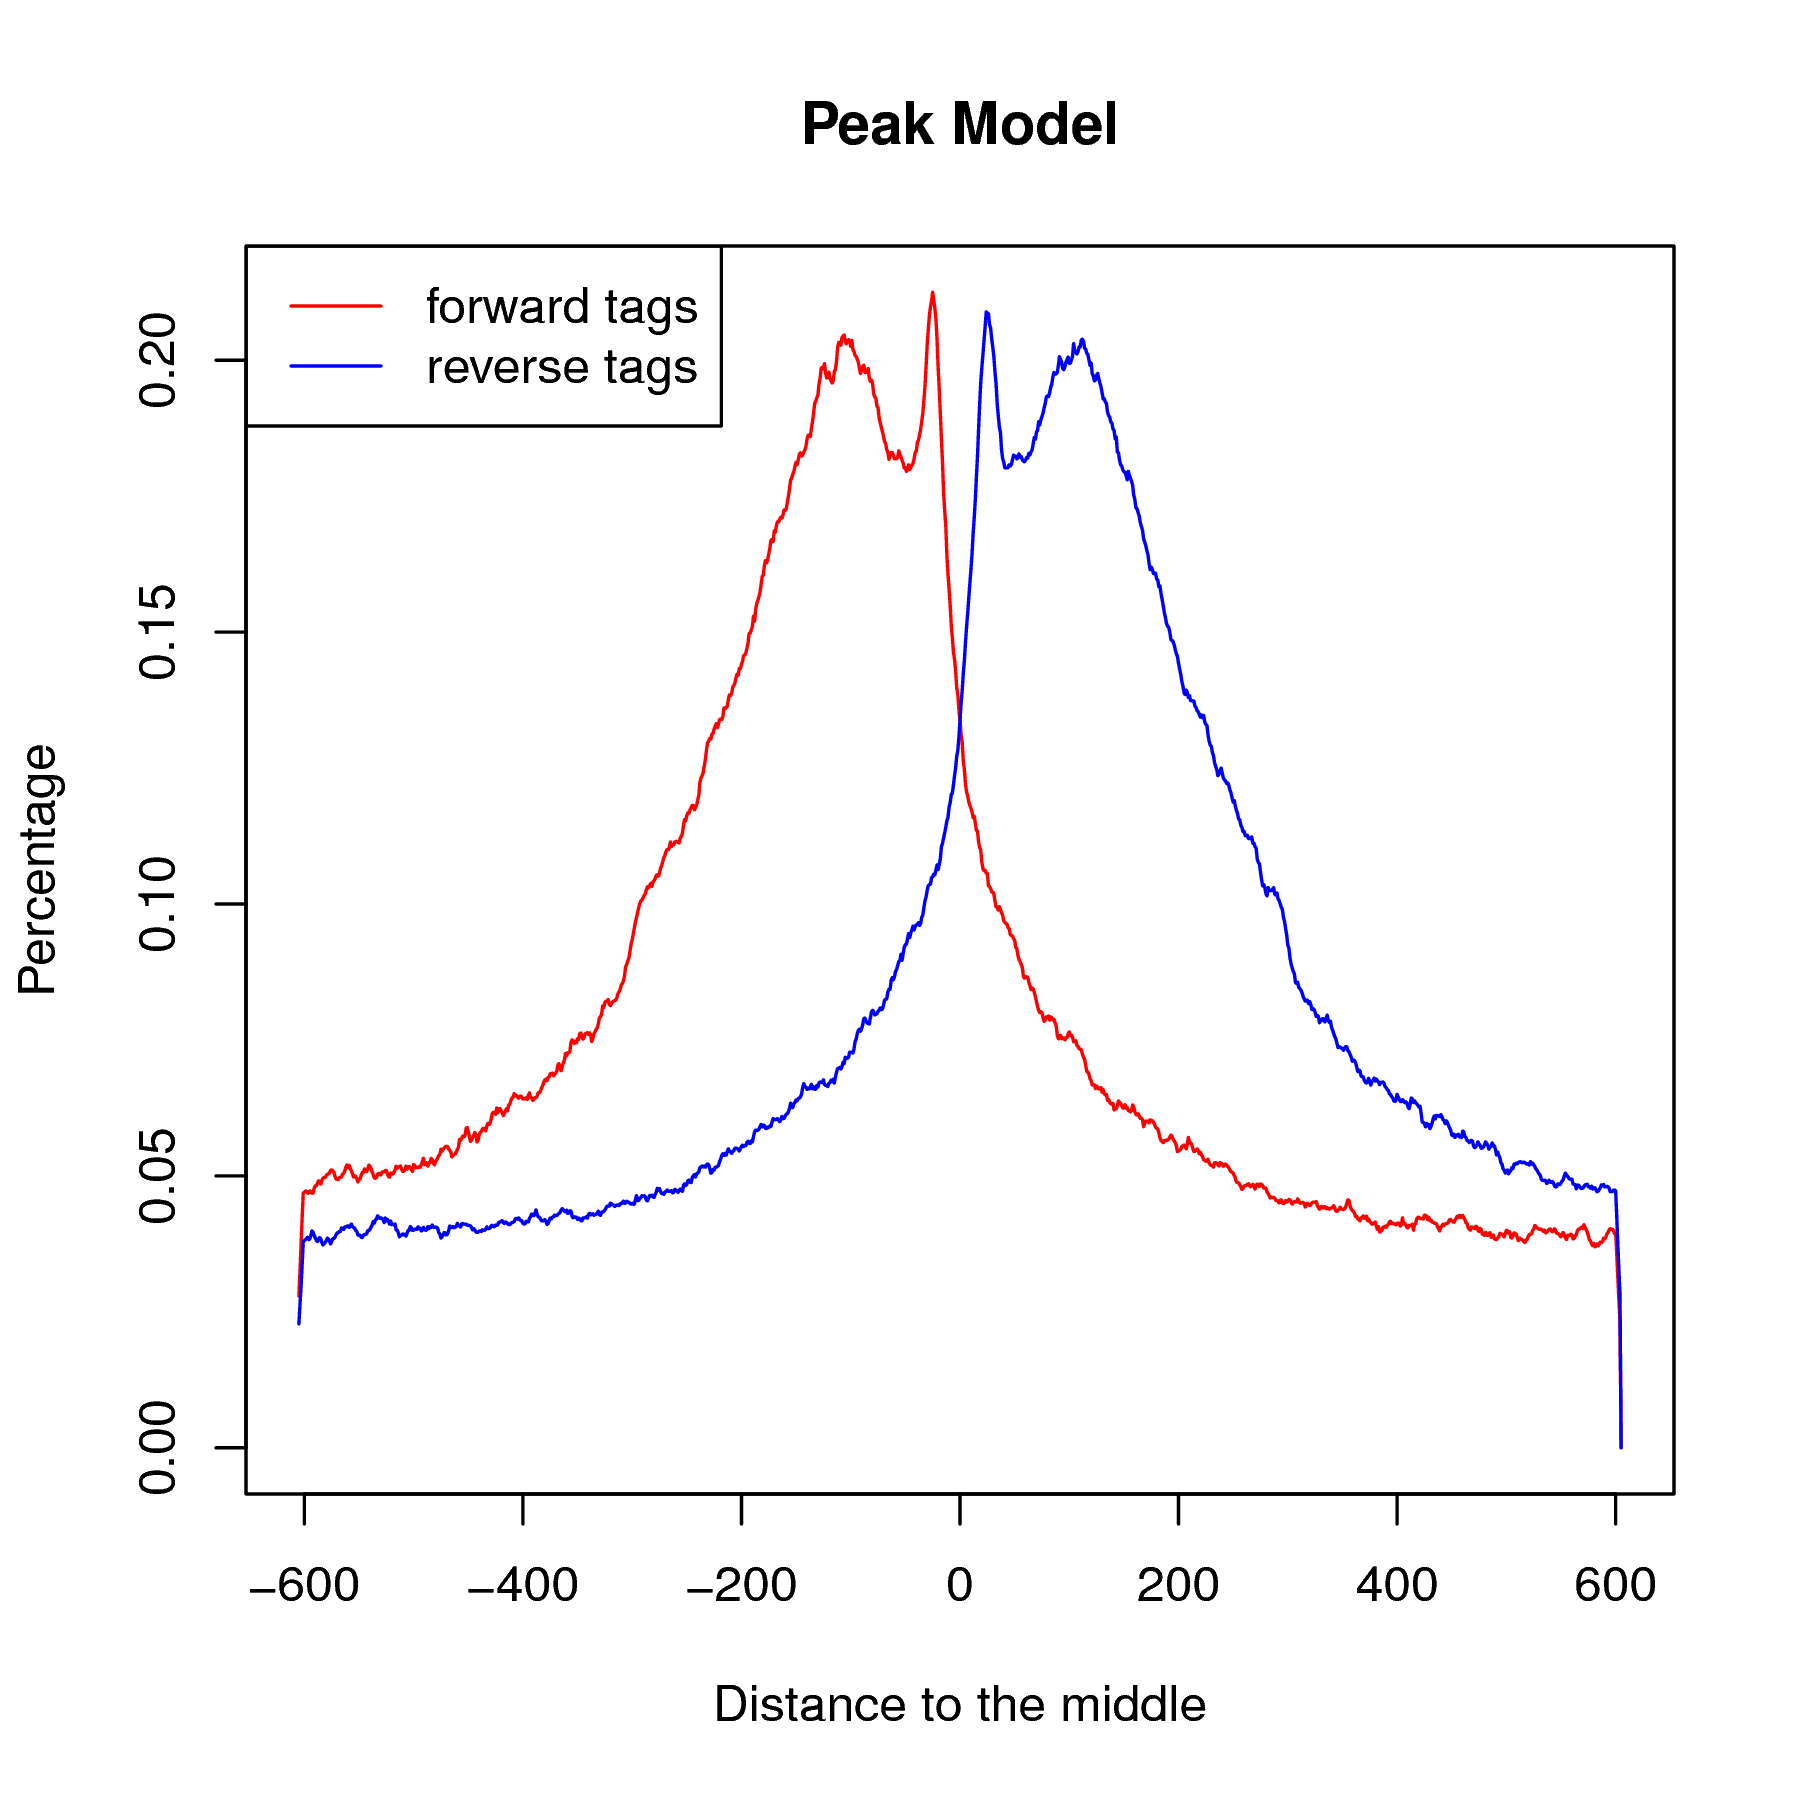 Peak Model
forward tags
reverse tags
Percentage
0.20
0.15
0.10
0.05
0.00
−600 −400 −200 0 200 400 600
Distance to the middle